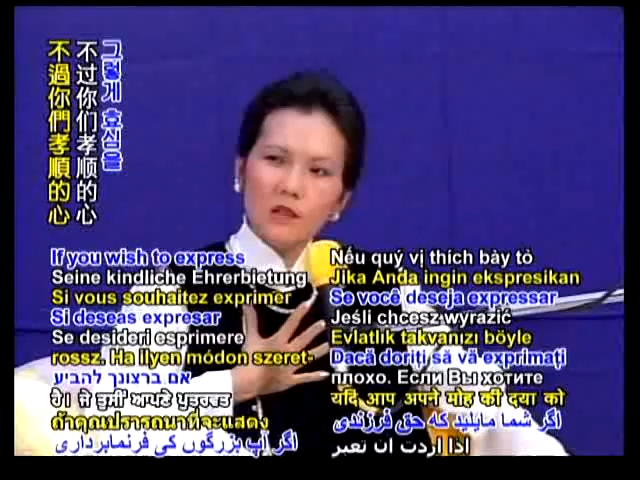 不過你們孝順的心
不过你们孝顺的心
그렇게 효심을
If you wish to express
Seine kindliche Ehrerbietung
Si vous souhaitez exprimer
Si deseas expresar
Se desideri esprimere
rossz. Ha Ilyen módon szeret-
אם ברצונך להביע
ਹੈ। ਜੇ ਤੁਸੀਂ ਆਪਣੇ ਪੁਤਰਵਤ
ถ้าคุณปรารถนาที่จะแสดง
اگر آپ بزرگوں کی فرنمابرداری
Nếu quý vị thích bày tỏ
Jika Anda ingin ekspresikan
Se você deseja expressar
Jeśli chcesz wyrazić
Evlatlık takvanızı böyle
Dacă doriți să vă exprimați
плохо. Если Вы хотите
यदि आप अपने मोह की दया को
اگر شما مایلید که حق فرزندی
اذا اردت ان تعبر